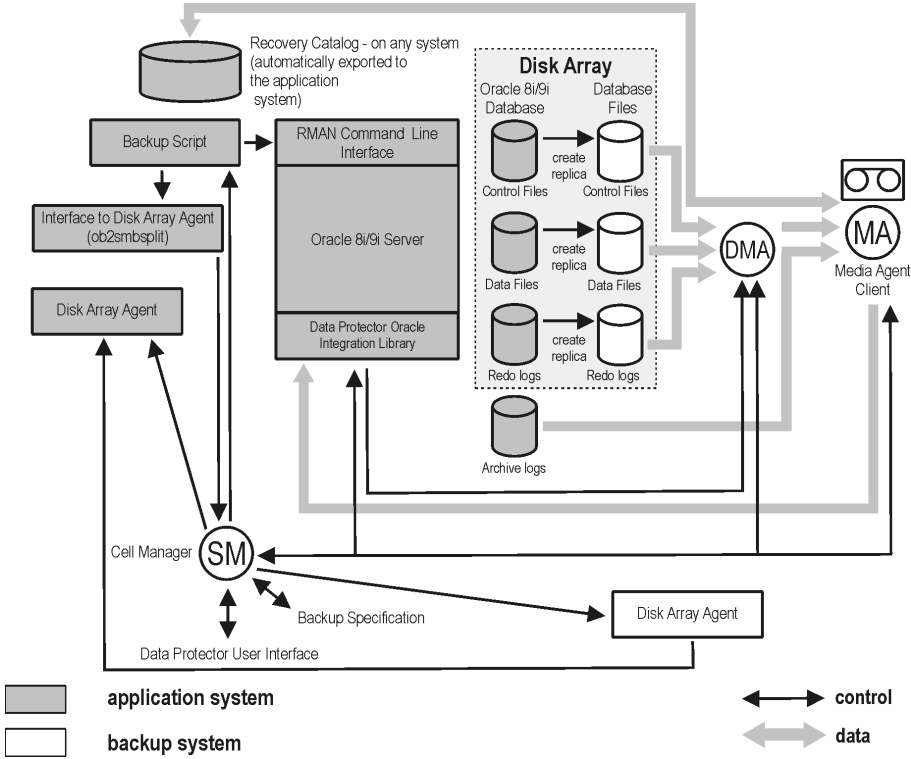 Recovery Catalog - on any system
(automatically exported to
the application
system)
Disk Array
Oracle 8i/9i
Database
Database
Files
Backup Script
RMAN Command Line
Interface
create
replica
Control Files
Control Files
Interface to Disk Array Agent
(ob2smbsplit)
Oracle 8i/9i Server
create
replica
Data Files
Data Files
DMA
MA
Media Agent
Client
Disk Array Agent
Data Protector Oracle
Integration Library
create
replica
Redo logs
Redo logs
Archive logs
Cell Manager
SM
Backup Specification
Disk Array Agent
Data Protector User Interface
application system
control
backup system
data